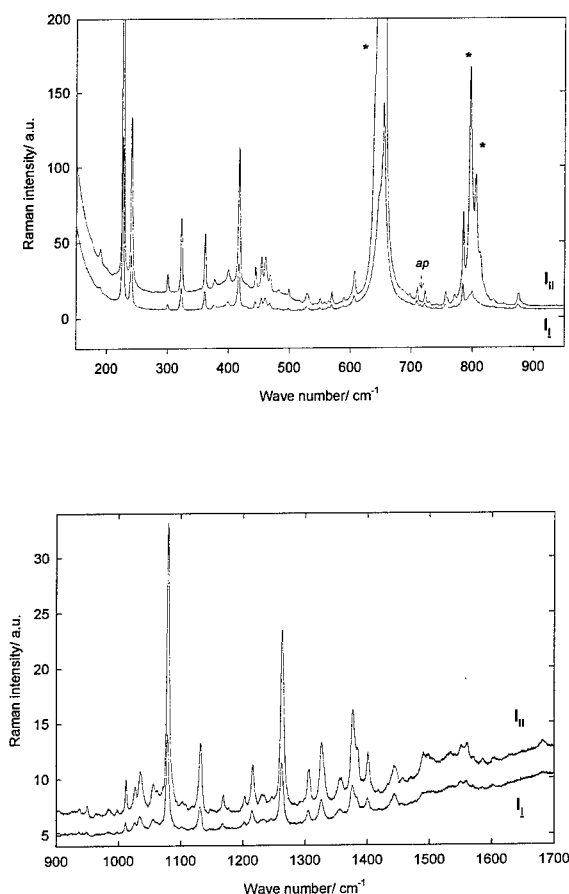 200
150
100
50
0
Raman intensity/ a.u.
*
*
*
ap
I_II
I_⊥
200 300 400 500 600 700 800 900
Wave number/ cm⁻¹
30
25
20
15
10
5
Raman intensity/ a.u.
I_II
I_⊥
900 1000 1100 1200 1300 1400 1500 1600 1700
Wave number/ cm⁻¹